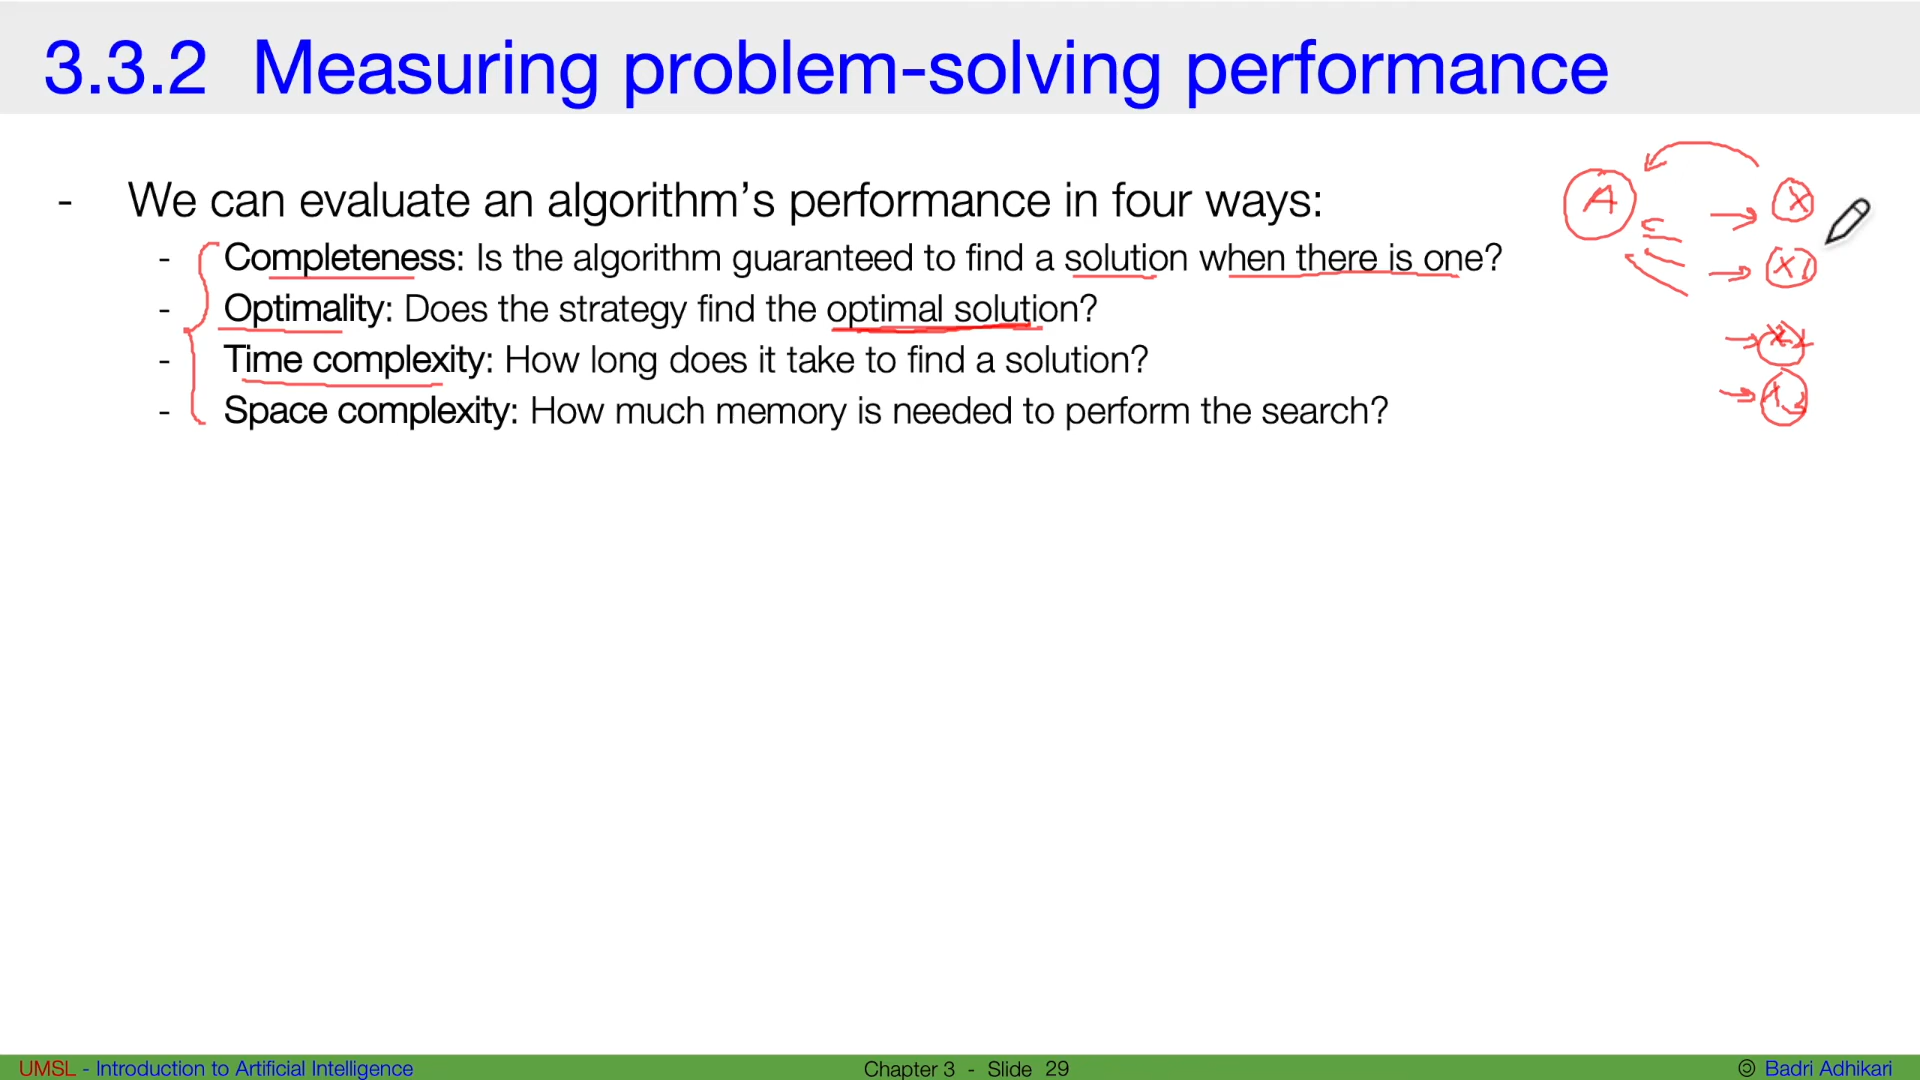 3.3.2 Measuring problem-solving performance
- We can evaluate an algorithm's performance in four ways:
- Completeness: Is the algorithm guaranteed to find a solution when there is one?
- Optimality: Does the strategy find the optimal solution?
- Time complexity: How long does it take to find a solution?
- Space complexity: How much memory is needed to perform the search?
A
X
X1
UMSL - Introduction to Artificial Intelligence
Chapter 3 - Slide 29
Badri Adhikari